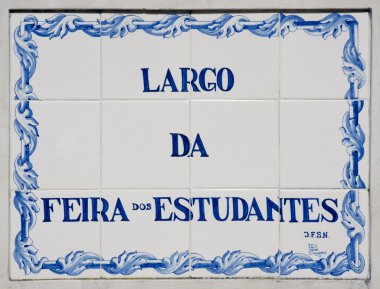 LARGO
DA
FEIRA DOS ESTUDANTES
J.F.S.N.